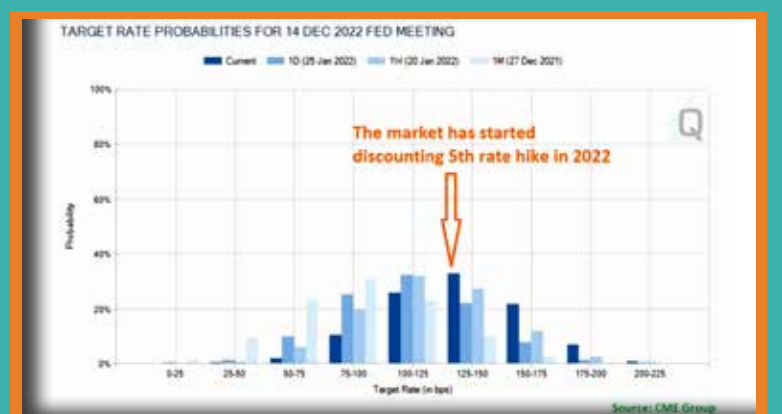 TARGET RATE PROBABILITIES FOR 14 DEC 2022 FED MEETING
Current 1D (25 Jan 2022) 1W (20 Jan 2022) 1M (27 Dec 2021)
100%
Q
The market has started
80%
discounting 5th rate hike in 2022
60%
Probability
40%
20%
0%
0-25 25-50 50-75 75-100 100-125 125-150 150-175 175-200 200-225
Target Rate (in bps)
Source: CME Group